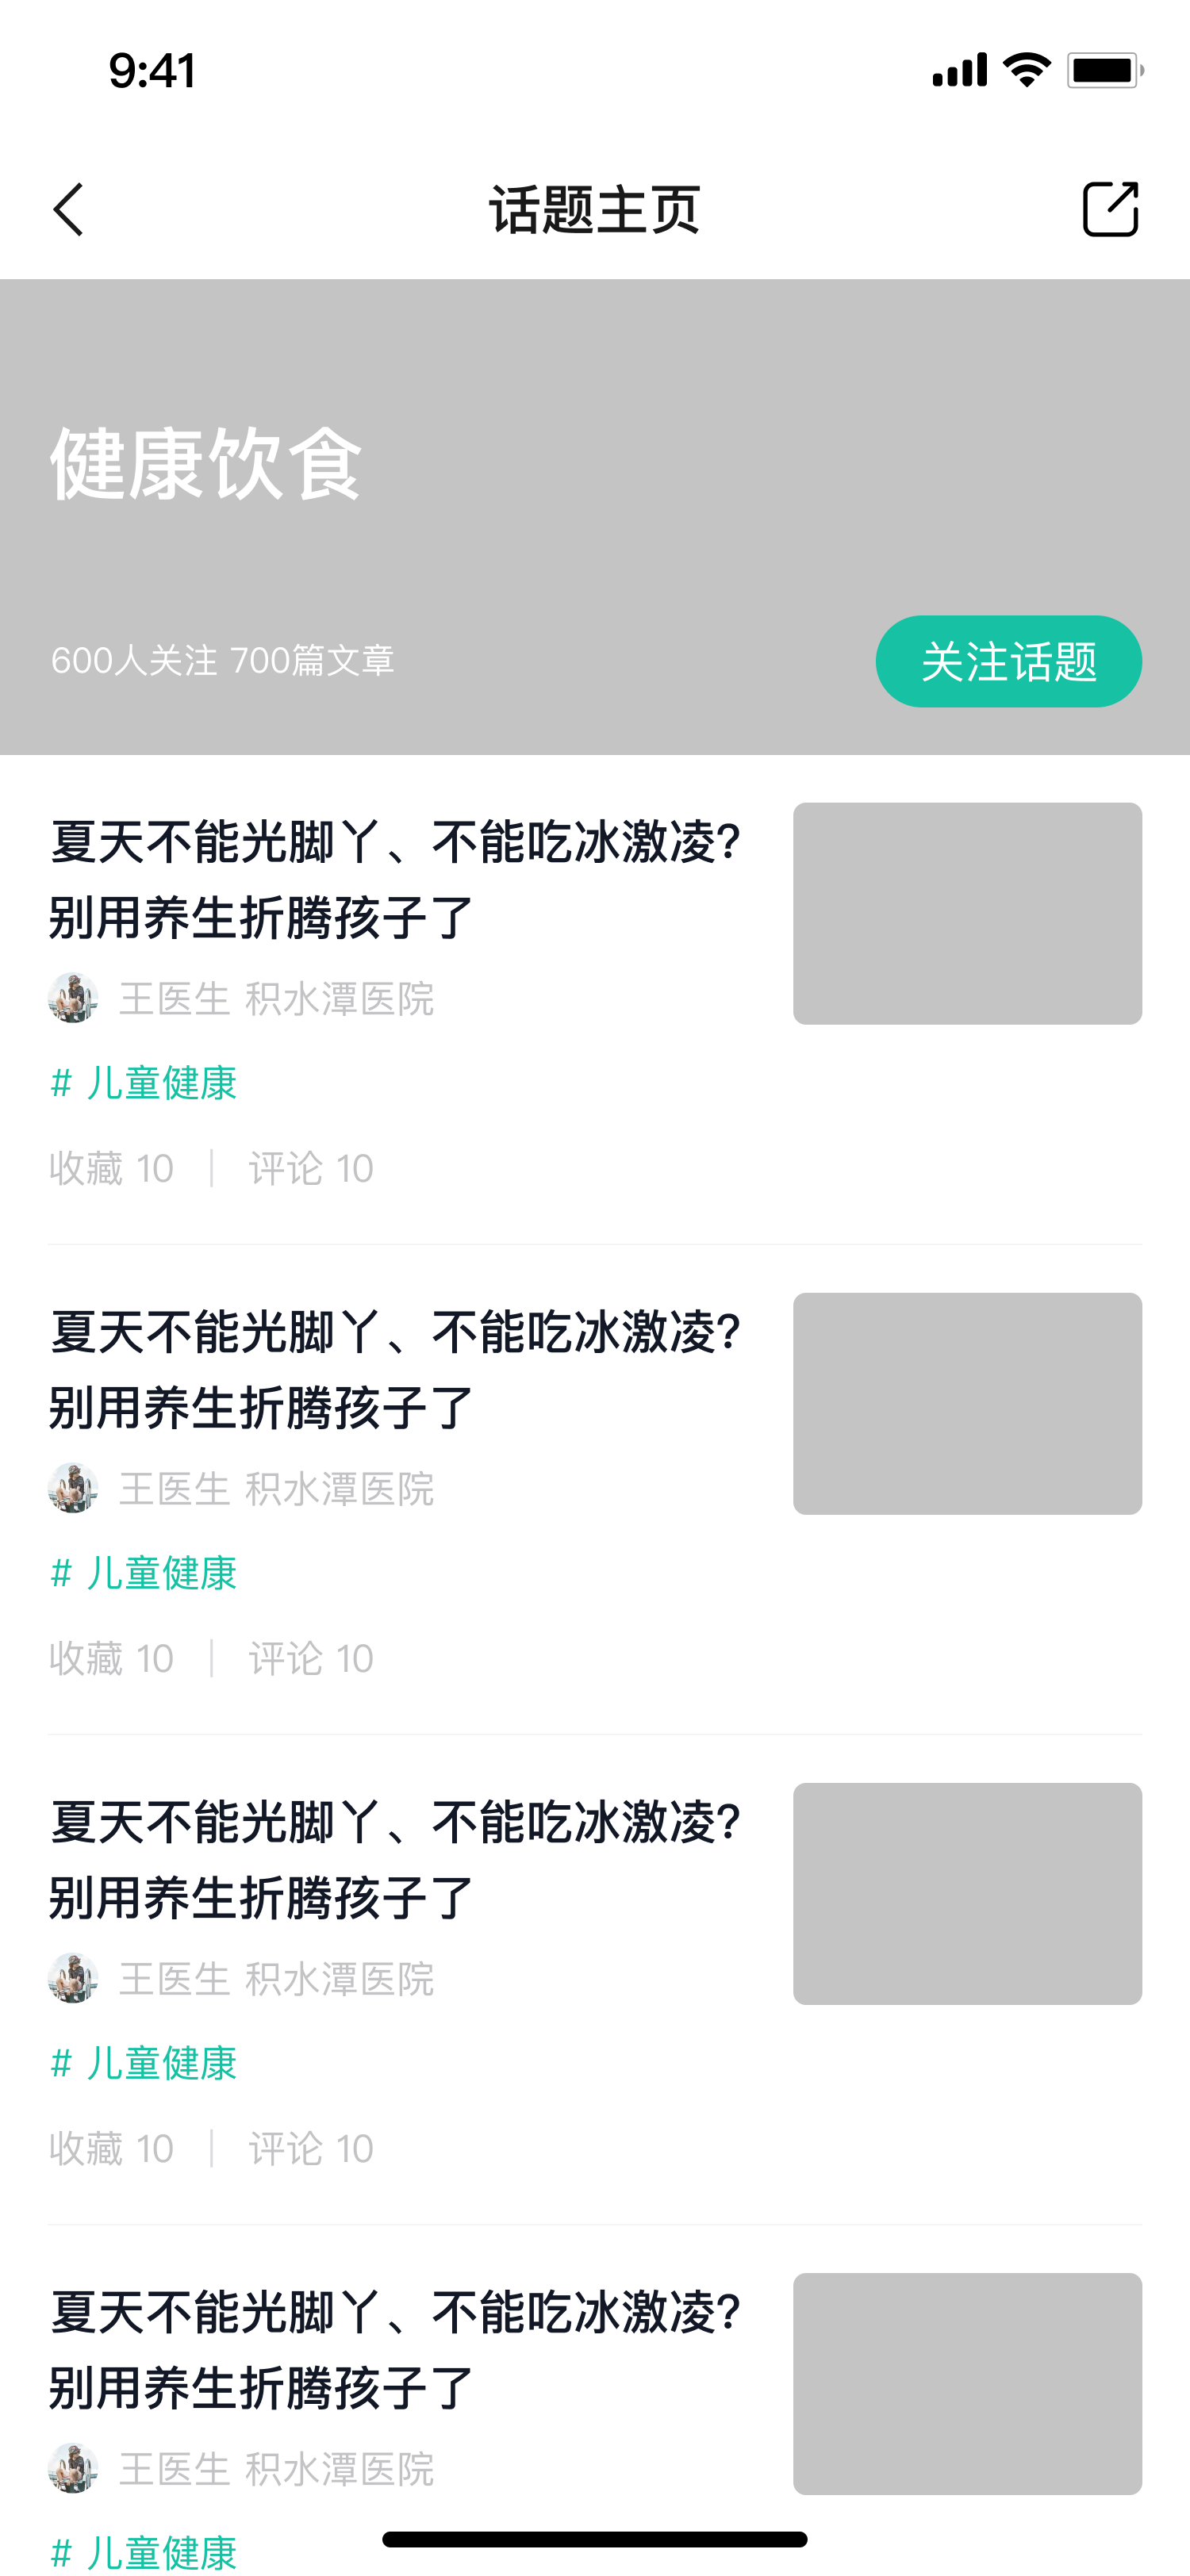 9:41
话题主页
健康饮食
600人关注 700篇文章
关注话题
夏天不能光脚丫、不能吃冰激凌?
别用养生折腾孩子了
王医生 积水潭医院
# 儿童健康
收藏 10 | 评论 10
夏天不能光脚丫、不能吃冰激凌?
别用养生折腾孩子了
王医生 积水潭医院
# 儿童健康
收藏 10 | 评论 10
夏天不能光脚丫、不能吃冰激凌?
别用养生折腾孩子了
王医生 积水潭医院
# 儿童健康
收藏 10 | 评论 10
夏天不能光脚丫、不能吃冰激凌?
别用养生折腾孩子了
王医生 积水潭医院
# 儿童健康